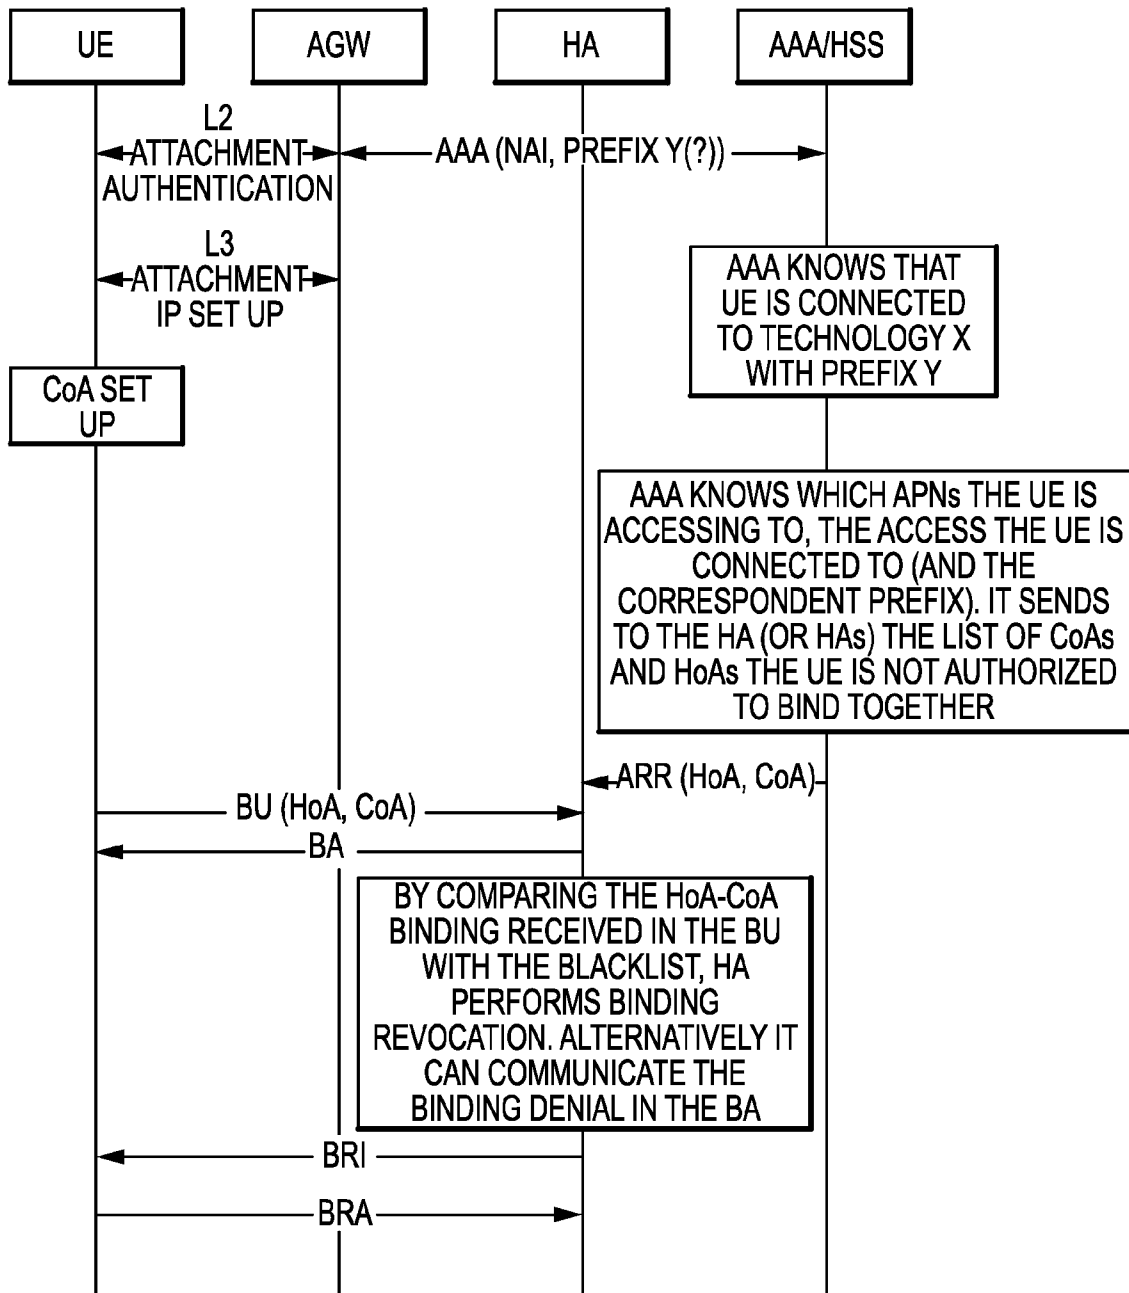 UE
AGW
HA
AAA/HSS
L2
ATTACHMENT
AUTHENTICATION
AAA (NAI, PREFIX Y(?))
L3
ATTACHMENT
IP SET UP
AAA KNOWS THAT
UE IS CONNECTED
TO TECHNOLOGY X
WITH PREFIX Y
CoA SET
UP
AAA KNOWS WHICH APNs THE UE IS
ACCESSING TO, THE ACCESS THE UE IS
CONNECTED TO (AND THE
CORRESPONDENT PREFIX). IT SENDS
TO THE HA (OR HAs) THE LIST OF CoAs
AND HoAs THE UE IS NOT AUTHORIZED
TO BIND TOGETHER
ARR (HoA, CoA)
BU (HoA, CoA)
BA
BY COMPARING THE HoA-CoA
BINDING RECEIVED IN THE BU
WITH THE BLACKLIST, HA
PERFORMS BINDING
REVOCATION. ALTERNATIVELY IT
CAN COMMUNICATE THE
BINDING DENIAL IN THE BA
BRI
BRA